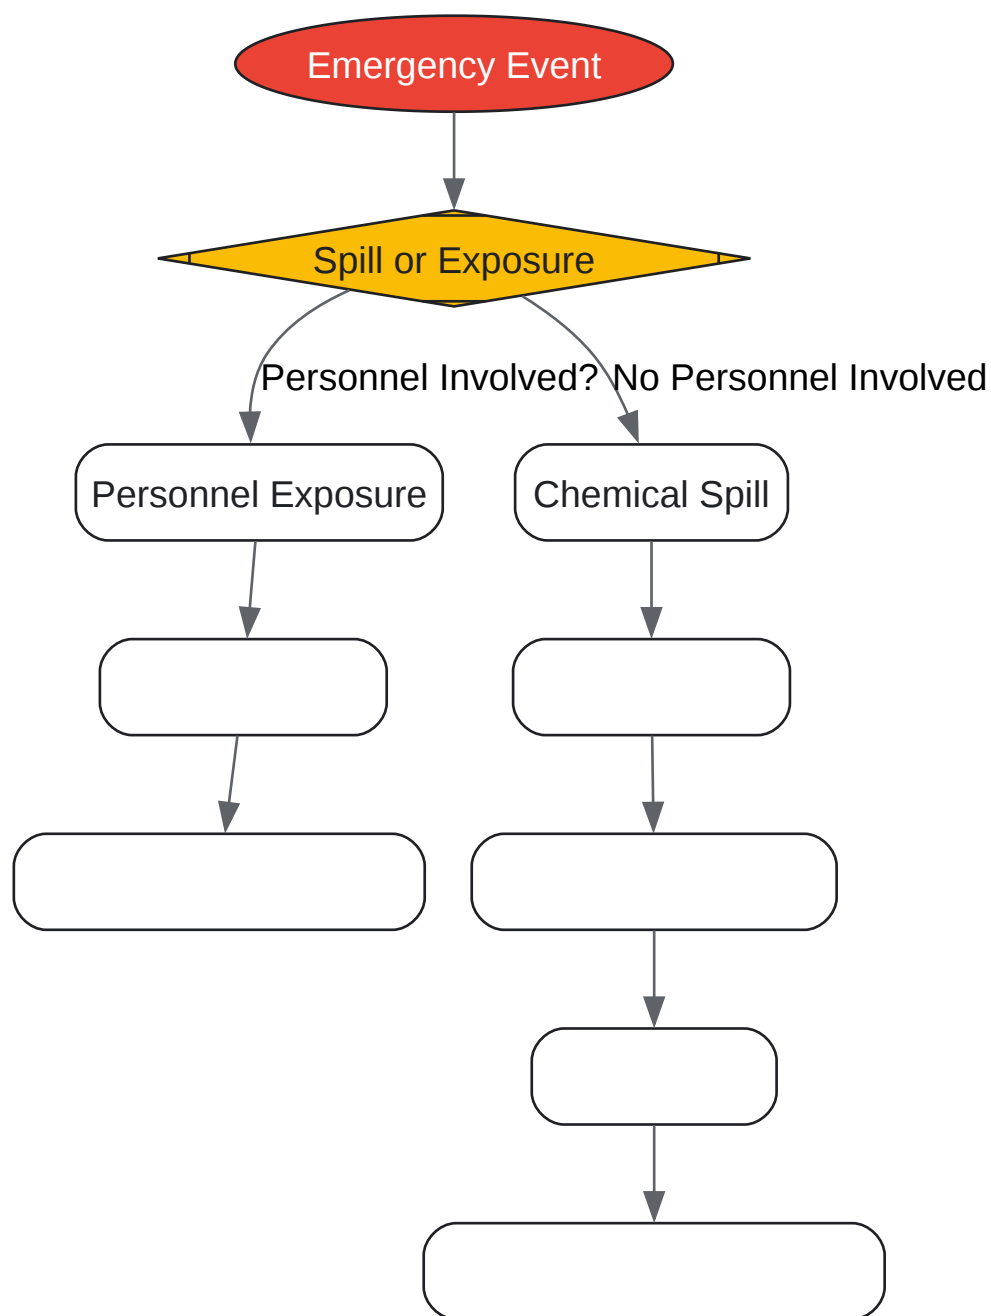 Emergency Event
Spill or Exposure
Personnel Involved?
No Personnel Involved
Personnel Exposure
Chemical Spill